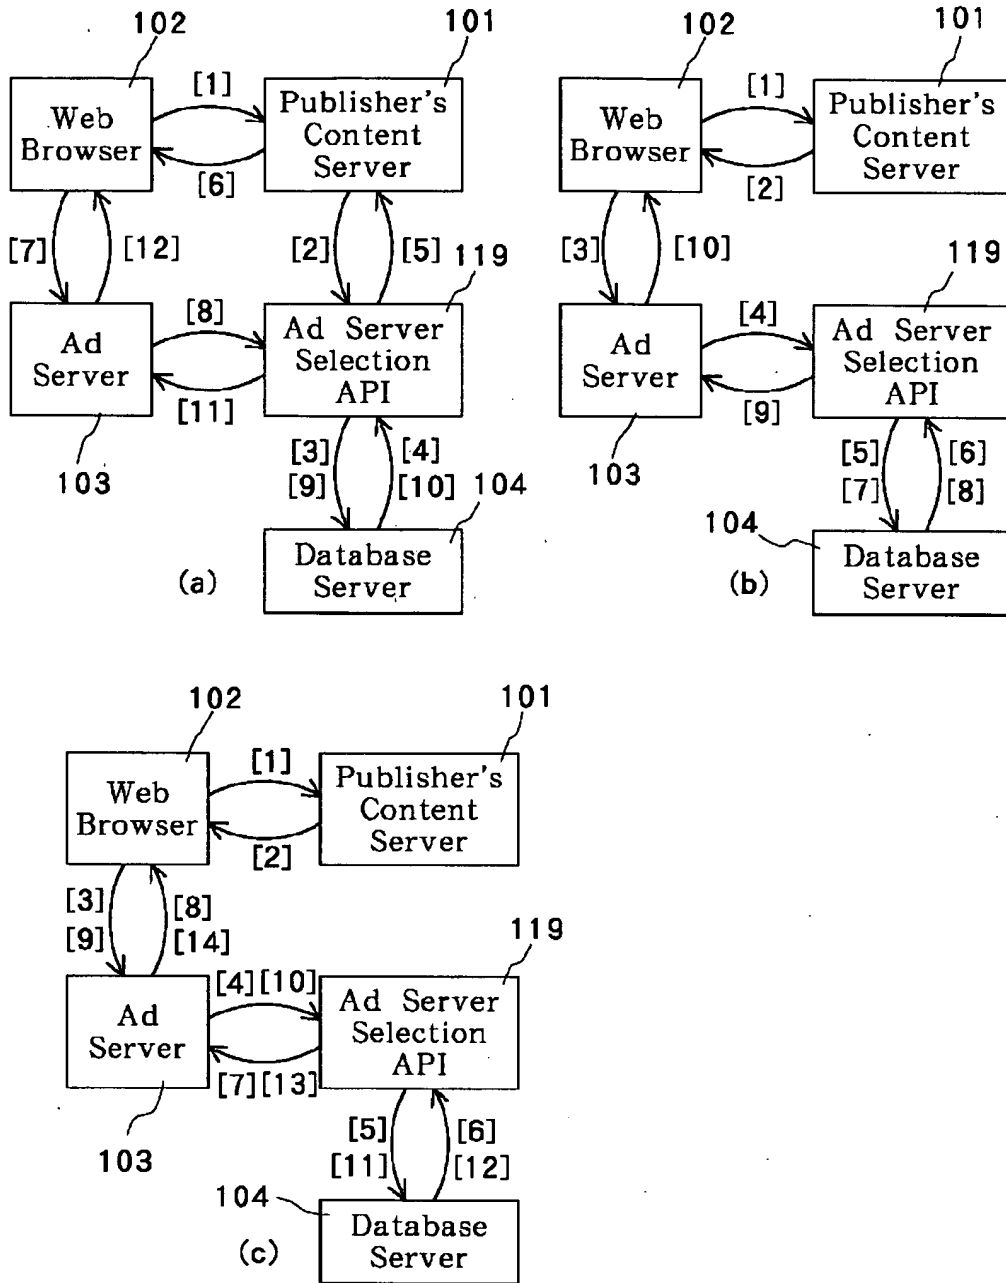 102
101
Web
Browser
[1]
[6]
Publisher's
Content
Server
[7]
[12]
[2]
[5]
119
Ad
Server
[8]
[11]
Ad Server
Selection
API
103
[3]
[9]
[4]
[10]
104
Database
Server
(a)
102
101
Web
Browser
[1]
[2]
Publisher's
Content
Server
[3]
[10]
119
Ad
Server
[4]
[9]
Ad Server
Selection
API
103
[5]
[7]
[6]
[8]
104
Database
Server
(b)
102
101
Web
Browser
[1]
[2]
Publisher's
Content
Server
[3]
[9]
[8]
[14]
119
Ad
Server
[4][10]
[7][13]
Ad Server
Selection
API
103
[5]
[11]
[6]
[12]
104
Database
Server
(c)